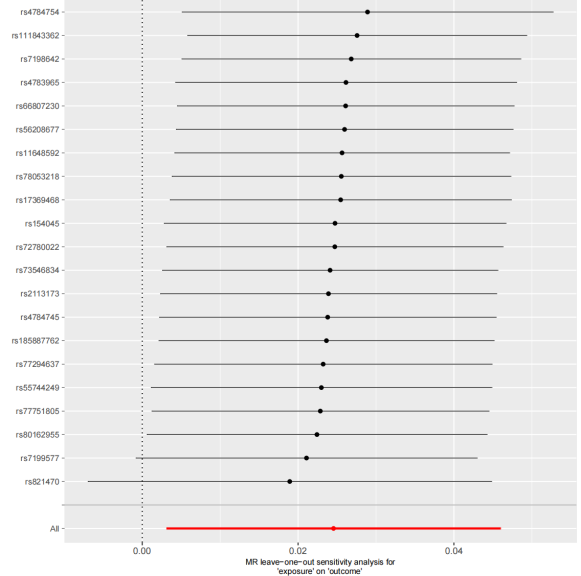 rs4784754
rs111843362
rs7198642
rs4783965
rs66807230
rs56208677
rs11648592
rs78053218
rs17369468
rs154045
rs72780022
rs73546834
rs2113173
rs4784745
rs185887762
rs77294637
rs55744249
rs77751805
rs80162955
rs7199577
rs821470
All
0.00 0.02 0.04
MR leave−one−out sensitivity analysis for
'exposure' on 'outcome'